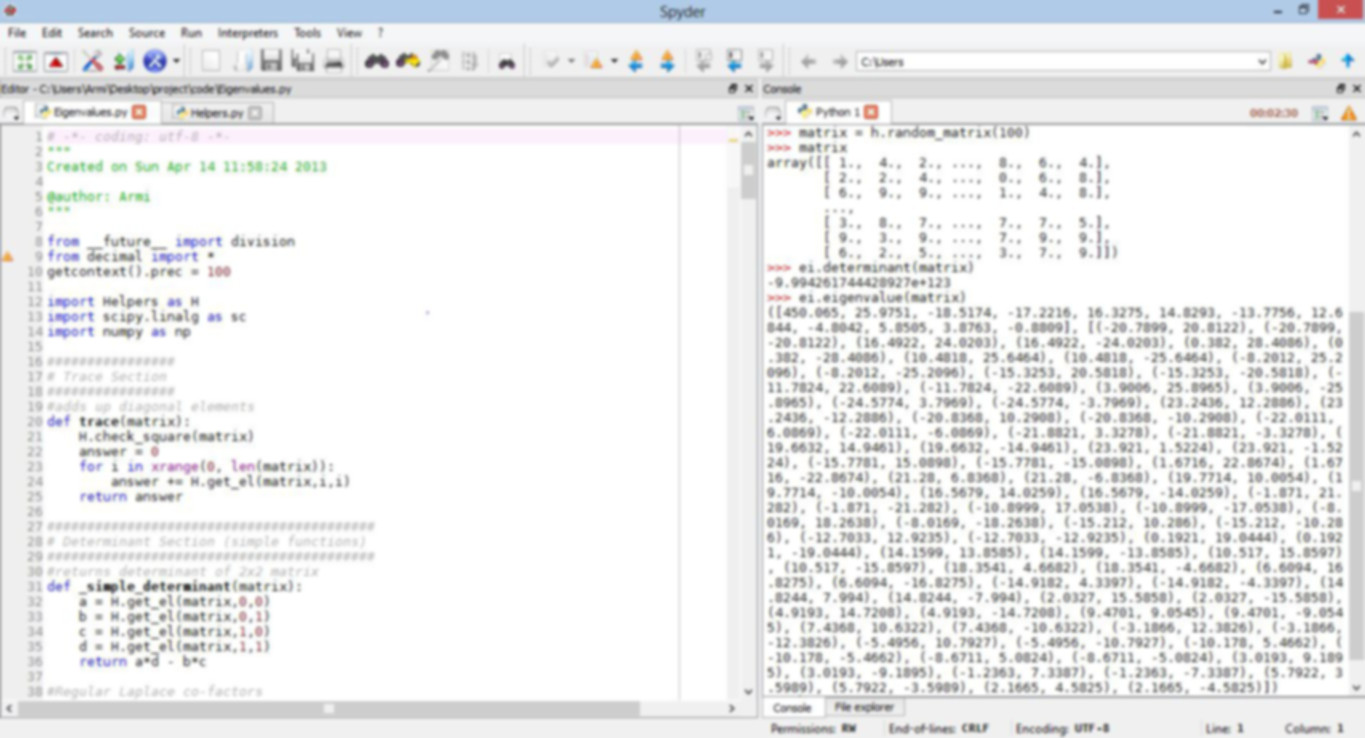 Spyder
File Edit Search Source Run Interpreters Tools View ?
C:\Users
Editor - C:\Users\Armi\Desktop\project\code\Eigenvalues.py
Eigenvalues.py Helpers.py
1 # -*- coding: utf-8 -*-
2 """
3 Created on Sun Apr 14 11:58:24 2013
4
5 @author: Armi
6 """
7
8 from __future__ import division
9 from decimal import *
10 getcontext().prec = 100
11
12 import Helpers as H
13 import scipy.linalg as sc
14 import numpy as np
15
16 ################
17 # Trace Section
18 ################
19 #adds up diagonal elements
20 def trace(matrix):
21     H.check_square(matrix)
22     answer = 0
23     for i in xrange(0, len(matrix)):
24         answer += H.get_el(matrix,i,i)
25     return answer
26
27 #########################################
28 # Determinant Section (simple functions)
29 #########################################
30 #returns determinant of 2x2 matrix
31 def _simple_determinant(matrix):
32     a = H.get_el(matrix,0,0)
33     b = H.get_el(matrix,0,1)
34     c = H.get_el(matrix,1,0)
35     d = H.get_el(matrix,1,1)
36     return a*d - b*c
37
38 #Regular Laplace co-factors
Console
Python 1 00:02:30
>>> matrix = h.random_matrix(100)
>>> matrix
array([[ 1., 4., 2., ..., 8., 6., 4.],
[ 2., 2., 4., ..., 0., 6., 8.],
[ 6., 9., 9., ..., 1., 4., 8.],
...,
[ 3., 8., 7., ..., 7., 7., 5.],
[ 9., 3., 9., ..., 7., 9., 9.],
[ 6., 2., 5., ..., 3., 7., 9.]])
>>> ei.determinant(matrix)
-9.994261744428927e+123
>>> ei.eigenvalue(matrix)
([450.065, 25.9751, -18.5174, -17.2216, 16.3275, 14.8293, -13.7756, 12.6
844, -4.8042, 5.8505, 3.8763, -0.8809], [(-20.7899, 20.8122), (-20.7899,
-20.8122), (16.4922, 24.0203), (16.4922, -24.0203), (0.382, 28.4086), (0
.382, -28.4086), (10.4818, 25.6464), (10.4818, -25.6464), (-8.2012, 25.2
096), (-8.2012, -25.2096), (-15.3253, 20.5818), (-15.3253, -20.5818), (-
11.7824, 22.6089), (-11.7824, -22.6089), (3.9006, 25.8965), (3.9006, -25
.8965), (-24.5774, 3.7969), (-24.5774, -3.7969), (23.2436, 12.2886), (23
.2436, -12.2886), (-20.8368, 10.2908), (-20.8368, -10.2908), (-22.0111,
6.0869), (-22.0111, -6.0869), (-21.8821, 3.3278), (-21.8821, -3.3278), (
19.6632, 14.9461), (19.6632, -14.9461), (23.921, 1.5224), (23.921, -1.52
24), (-15.7781, 15.0898), (-15.7781, -15.0898), (1.6716, 22.8674), (1.67
16, -22.8674), (21.28, 6.8368), (21.28, -6.8368), (19.7714, 10.0054), (1
9.7714, -10.0054), (16.5679, 14.0259), (16.5679, -14.0259), (-1.871, 21.
282), (-1.871, -21.282), (-10.8999, 17.0538), (-10.8999, -17.0538), (-8.
0169, 18.2638), (-8.0169, -18.2638), (-15.212, 10.286), (-15.212, -10.28
6), (-12.7033, 12.9235), (-12.7033, -12.9235), (0.1921, 19.0444), (0.192
1, -19.0444), (14.1599, 13.8585), (14.1599, -13.8585), (10.517, 15.8597)
, (10.517, -15.8597), (18.3541, 4.6682), (18.3541, -4.6682), (6.6094, 16
.8275), (6.6094, -16.8275), (-14.9182, 4.3397), (-14.9182, -4.3397), (14
.8244, 7.994), (14.8244, -7.994), (2.0327, 15.5858), (2.0327, -15.5858),
(4.9193, 14.7208), (4.9193, -14.7208), (9.4701, 9.0545), (9.4701, -9.054
5), (7.4368, 10.6322), (7.4368, -10.6322), (-3.1866, 12.3826), (-3.1866,
-12.3826), (-5.4956, 10.7927), (-5.4956, -10.7927), (-10.178, 5.4662), (
-10.178, -5.4662), (-8.6711, 5.0824), (-8.6711, -5.0824), (3.0193, 9.189
5), (3.0193, -9.1895), (-1.2363, 7.3387), (-1.2363, -7.3387), (5.7922, 3
.5989), (5.7922, -3.5989), (2.1665, 4.5825), (2.1665, -4.5825)])
Console File explorer
Permissions: RW End-of-lines: CRLF Encoding: UTF-8 Line: 1 Column: 1